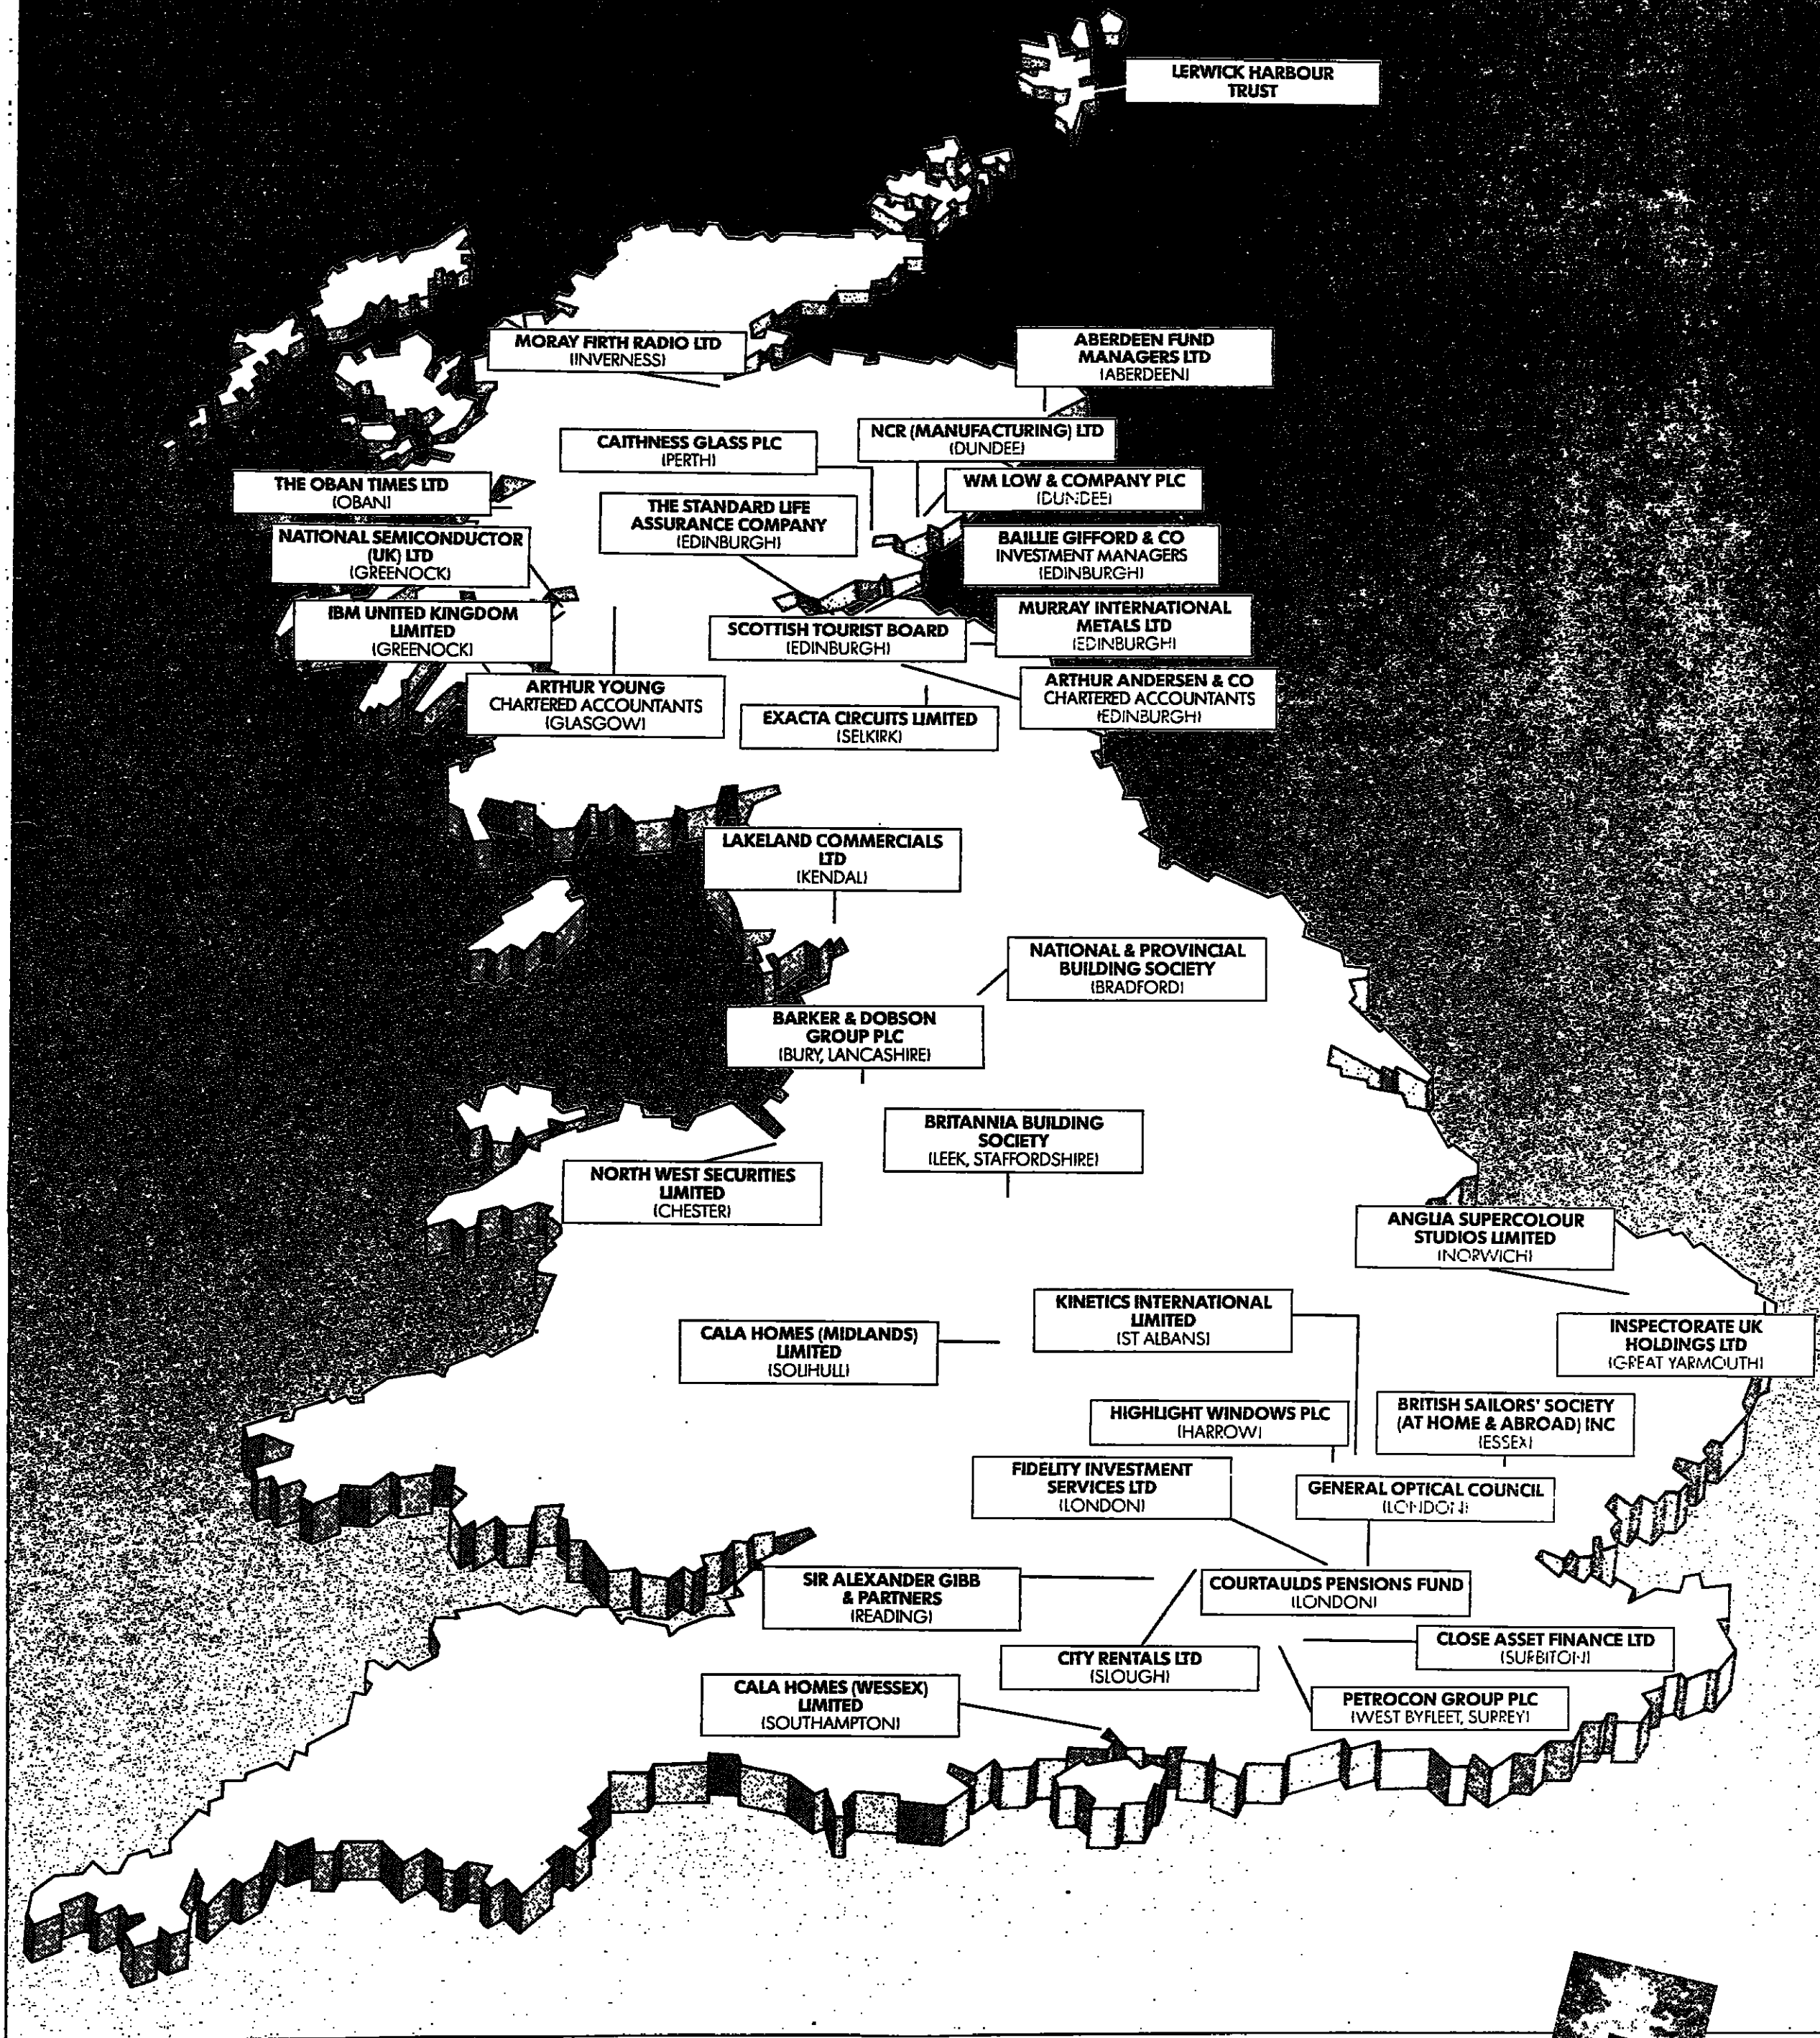 LERWICK HARBOUR
TRUST
MORAY FIRTH RADIO LTD
(INVERNESS)
ABERDEEN FUND
MANAGERS LTD
(ABERDEEN)
CAITHNESS GLASS PLC
(PERTH)
NCR (MANUFACTURING) LTD
(DUNDEE)
THE OBAN TIMES LTD
(OBAN)
WM LOW & COMPANY PLC
(DUNDEE)
THE STANDARD LIFE
ASSURANCE COMPANY
(EDINBURGH)
NATIONAL SEMICONDUCTOR
(UK) LTD
(GREENOCK)
BAILLIE GIFFORD & CO
INVESTMENT MANAGERS
(EDINBURGH)
IBM UNITED KINGDOM
LIMITED
(GREENOCK)
SCOTTISH TOURIST BOARD
(EDINBURGH)
MURRAY INTERNATIONAL
METALS LTD
(EDINBURGH)
ARTHUR YOUNG
CHARTERED ACCOUNTANTS
(GLASGOW)
EXACTA CIRCUITS LIMITED
(SELKIRK)
ARTHUR ANDERSEN & CO
CHARTERED ACCOUNTANTS
(EDINBURGH)
LAKELAND COMMERCIALS
LTD
(KENDAL)
NATIONAL & PROVINCIAL
BUILDING SOCIETY
(BRADFORD)
BARKER & DOBSON
GROUP PLC
(BURY, LANCASHIRE)
BRITANNIA BUILDING
SOCIETY
(LEEK, STAFFORDSHIRE)
NORTH WEST SECURITIES
LIMITED
(CHESTER)
ANGLIA SUPERCOLOUR
STUDIOS LIMITED
(NORWICH)
KINETICS INTERNATIONAL
LIMITED
(ST ALBANS)
CALA HOMES (MIDLANDS)
LIMITED
(SOLIHULL)
INSPECTORATE UK
HOLDINGS LTD
(GREAT YARMOUTH)
HIGHLIGHT WINDOWS PLC
(HARROW)
BRITISH SAILORS' SOCIETY
(AT HOME & ABROAD) INC
(ESSEX)
FIDELITY INVESTMENT
SERVICES LTD
(LONDON)
GENERAL OPTICAL COUNCIL
(LONDON)
SIR ALEXANDER GIBB
& PARTNERS
(READING)
COURTAULDS PENSIONS FUND
(LONDON)
CITY RENTALS LTD
(SLOUGH)
CLOSE ASSET FINANCE LTD
(SURBITON)
CALA HOMES (WESSEX)
LIMITED
(SOUTHAMPTON)
PETROCON GROUP PLC
(WEST BYFLEET, SURREY)